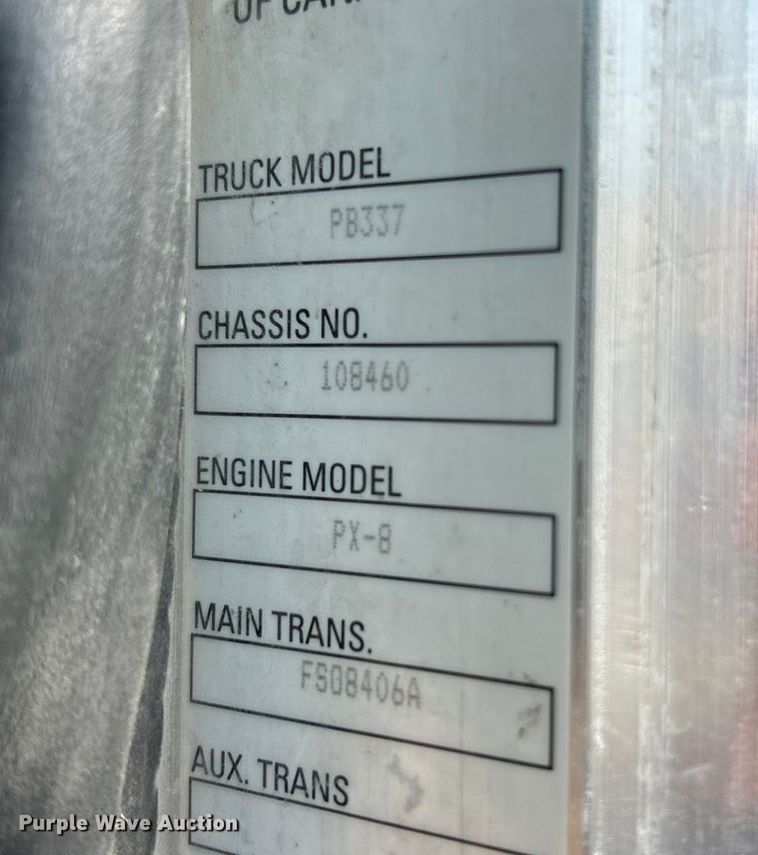 TRUCK MODEL
PB337
CHASSIS NO.
108460
ENGINE MODEL
PX-8
MAIN TRANS.
FS08406A
AUX. TRANS
Purple Wave Auction